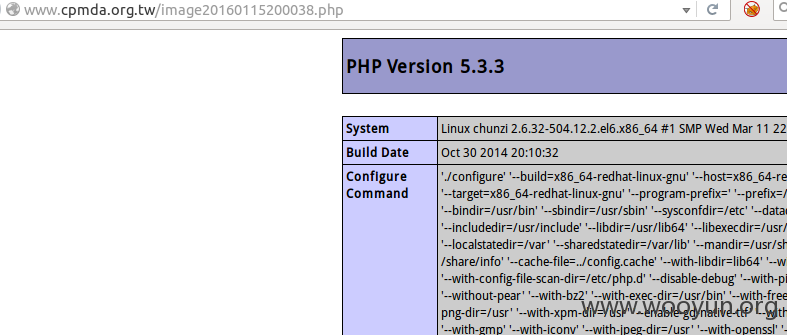 www.cpmda.org.tw/image20160115200038.php
PHP Version 5.3.3
System
Linux chunzi 2.6.32-504.12.2.el6.x86_64 #1 SMP Wed Mar 11 22
Build Date
Oct 30 2014 20:10:32
Configure
Command
'./configure' '--build=x86_64-redhat-linux-gnu' '--host=x86_64-re
'--target=x86_64-redhat-linux-gnu' '--program-prefix=' '--prefix=/
'--bindir=/usr/bin' '--sbindir=/usr/sbin' '--sysconfdir=/etc' '--datad
'--includedir=/usr/include' '--libdir=/usr/lib64' '--libexecdir=/usr/
'--localstatedir=/var' '--sharedstatedir=/var/lib' '--mandir=/usr/sh
/share/info' '--cache-file=../config.cache' '--with-libdir=lib64' '--w
'--with-config-file-scan-dir=/etc/php.d' '--disable-debug' '--with-pi
'--without-pear' '--with-bz2' '--with-exec-dir=/usr/bin' '--with-free
png-dir=/usr' '--with-xpm-dir=/usr' '--enable-gd-native-ttf' '--with
'--with-gmp' '--with-iconv' '--with-jpeg-dir=/usr' '--with-openssl' '--
www.wooyun.org